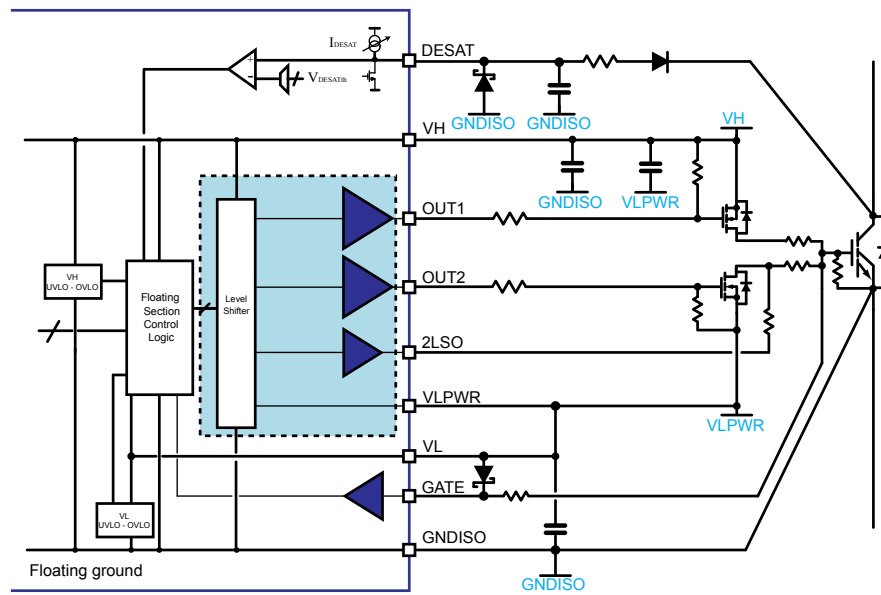 IDESAT
DESAT
+
-
VDESATth
GNDISO
GNDISO
VH
VH
GNDISO
VLPWR
OUT1
VH
UVLO - OVLO
Floating
Section
Control
Logic
Level
Shifter
OUT2
2LSO
VLPWR
VLPWR
VL
GATE
VL
UVLO - OVLO
GNDISO
Floating ground
GNDISO